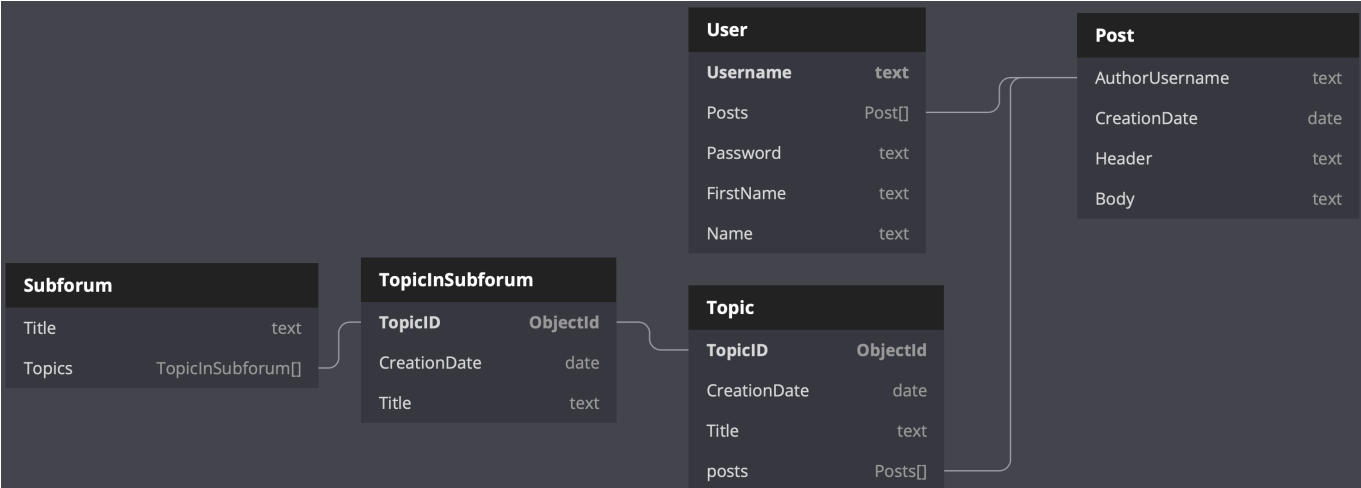 User
Username text
Posts Post[]
Password text
FirstName text
Name text
Post
AuthorUsername text
CreationDate date
Header text
Body text
Subforum
Title text
Topics TopicInSubforum[]
TopicInSubforum
TopicID ObjectId
CreationDate date
Title text
Topic
TopicID ObjectId
CreationDate date
Title text
posts Posts[]